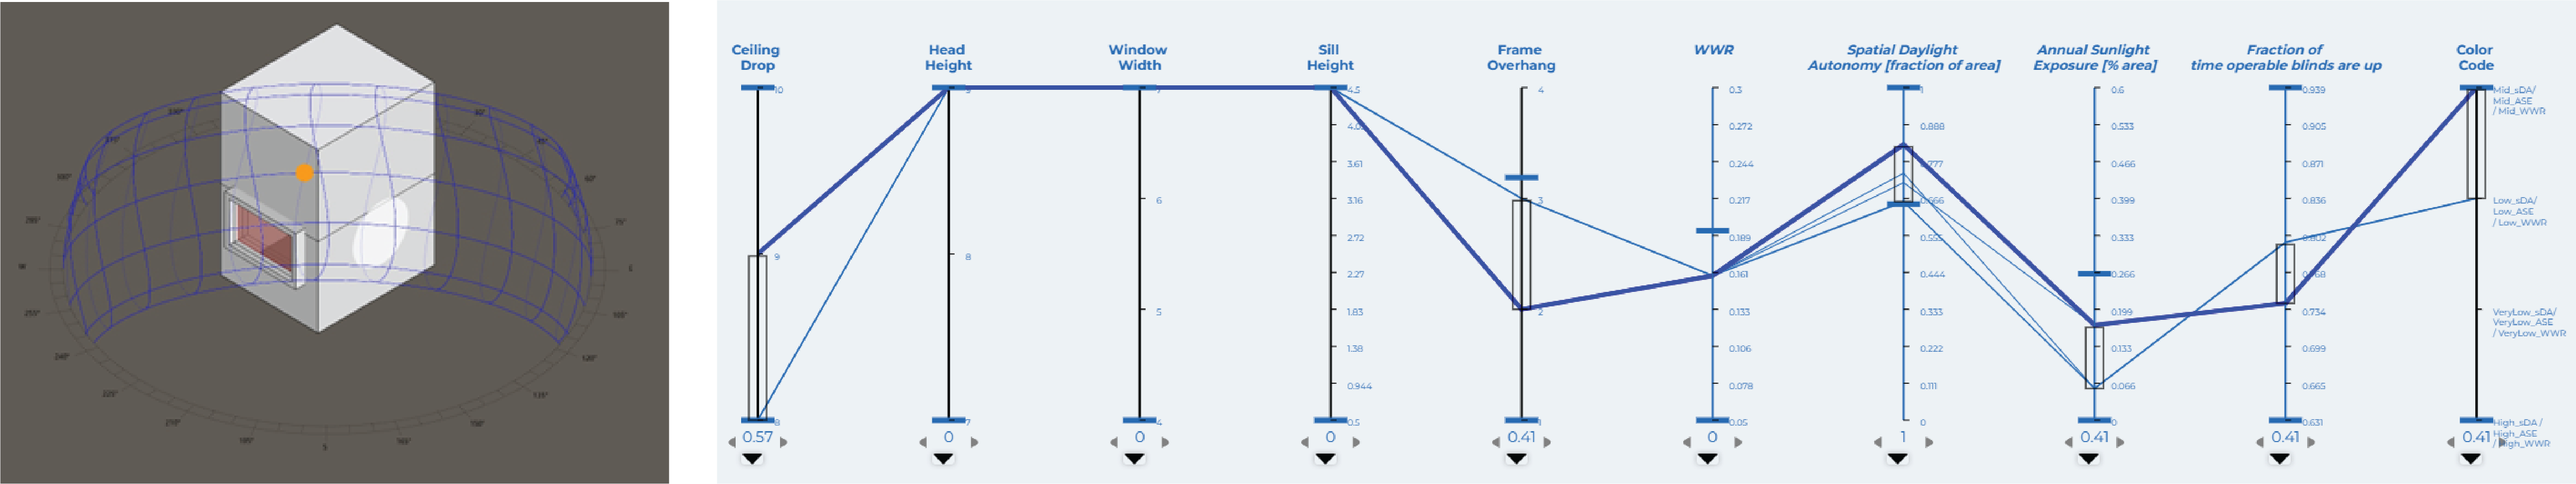 Ceiling
Drop
Head
Height
Window
Width
Sill
Height
Frame
Overhang
WWR
Spatial Daylight
Autonomy [fraction of area]
Annual Sunlight
Exposure [% area]
Fraction of
time operable blinds are up
Color
Code
10
9
8
0.57
9
8
7
0
7
6
5
4
0
4.5
3.61
3.16
2.72
2.27
1.83
1.38
0.944
0.5
0
4
3
2
1
0.41
0.3
0.272
0.244
0.217
0.189
0.161
0.133
0.106
0.078
0.05
0
1
0.888
0.777
0.666
0.555
0.444
0.333
0.222
0.111
0
1
0.6
0.533
0.466
0.399
0.333
0.266
0.199
0.133
0.066
0
0.41
0.939
0.905
0.871
0.836
0.802
0.768
0.734
0.699
0.665
0.631
0.41
Mid_sDA/
Mid_ASE
/ Mid_WWR
Low_sDA/
Low_ASE
/ Low_WWR
VeryLow_sDA/
VeryLow_ASE
/ VeryLow_WWR
High_sDA /
High_ASE
/ High_WWR
0.41